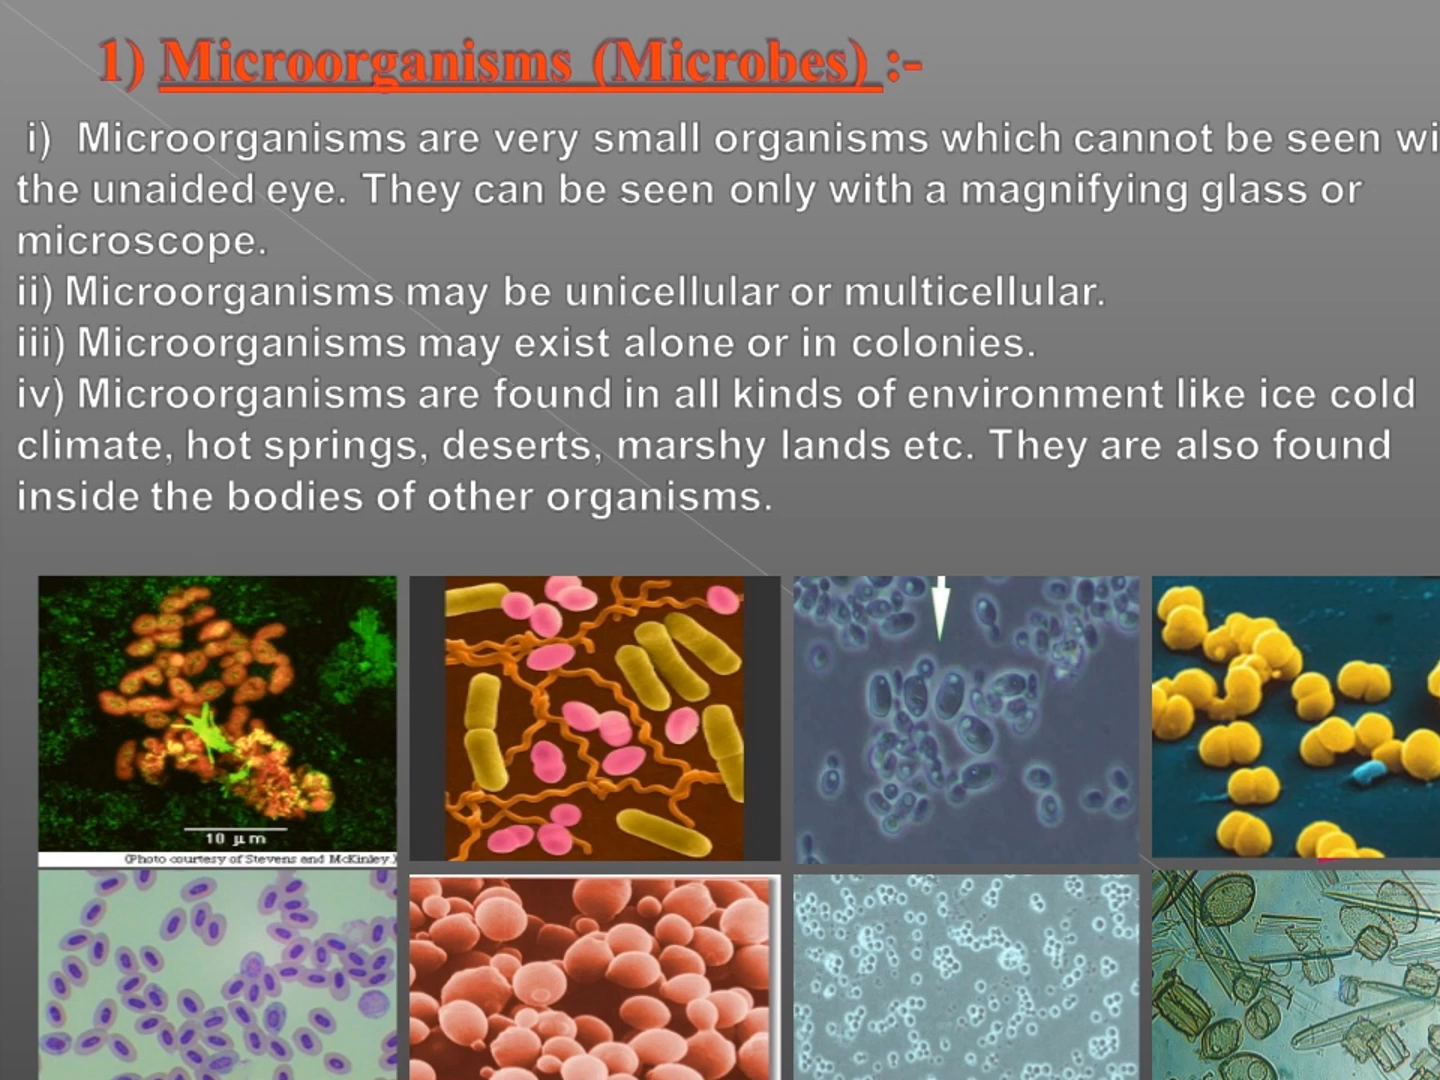 1) Microorganisms (Microbes) :-
i) Microorganisms are very small organisms which cannot be seen wi
the unaided eye. They can be seen only with a magnifying glass or
microscope.
ii) Microorganisms may be unicellular or multicellular.
iii) Microorganisms may exist alone or in colonies.
iv) Microorganisms are found in all kinds of environment like ice cold
climate, hot springs, deserts, marshy lands etc. They are also found
inside the bodies of other organisms.
10 µm
(Photo courtesy of Stevens and McKinley.)